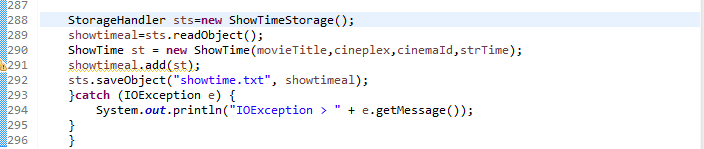 287
288 StorageHandler sts=new ShowTimeStorage();
289 showtimeal=sts.readObject();
290 ShowTime st = new ShowTime(movieTitle,cineplex,cinemaId,strTime);
291 showtimeal.add(st);
292 sts.saveObject("showtime.txt", showtimeal);
293 }catch (IOException e) {
294 System.out.println("IOException > " + e.getMessage());
295 }
296 }